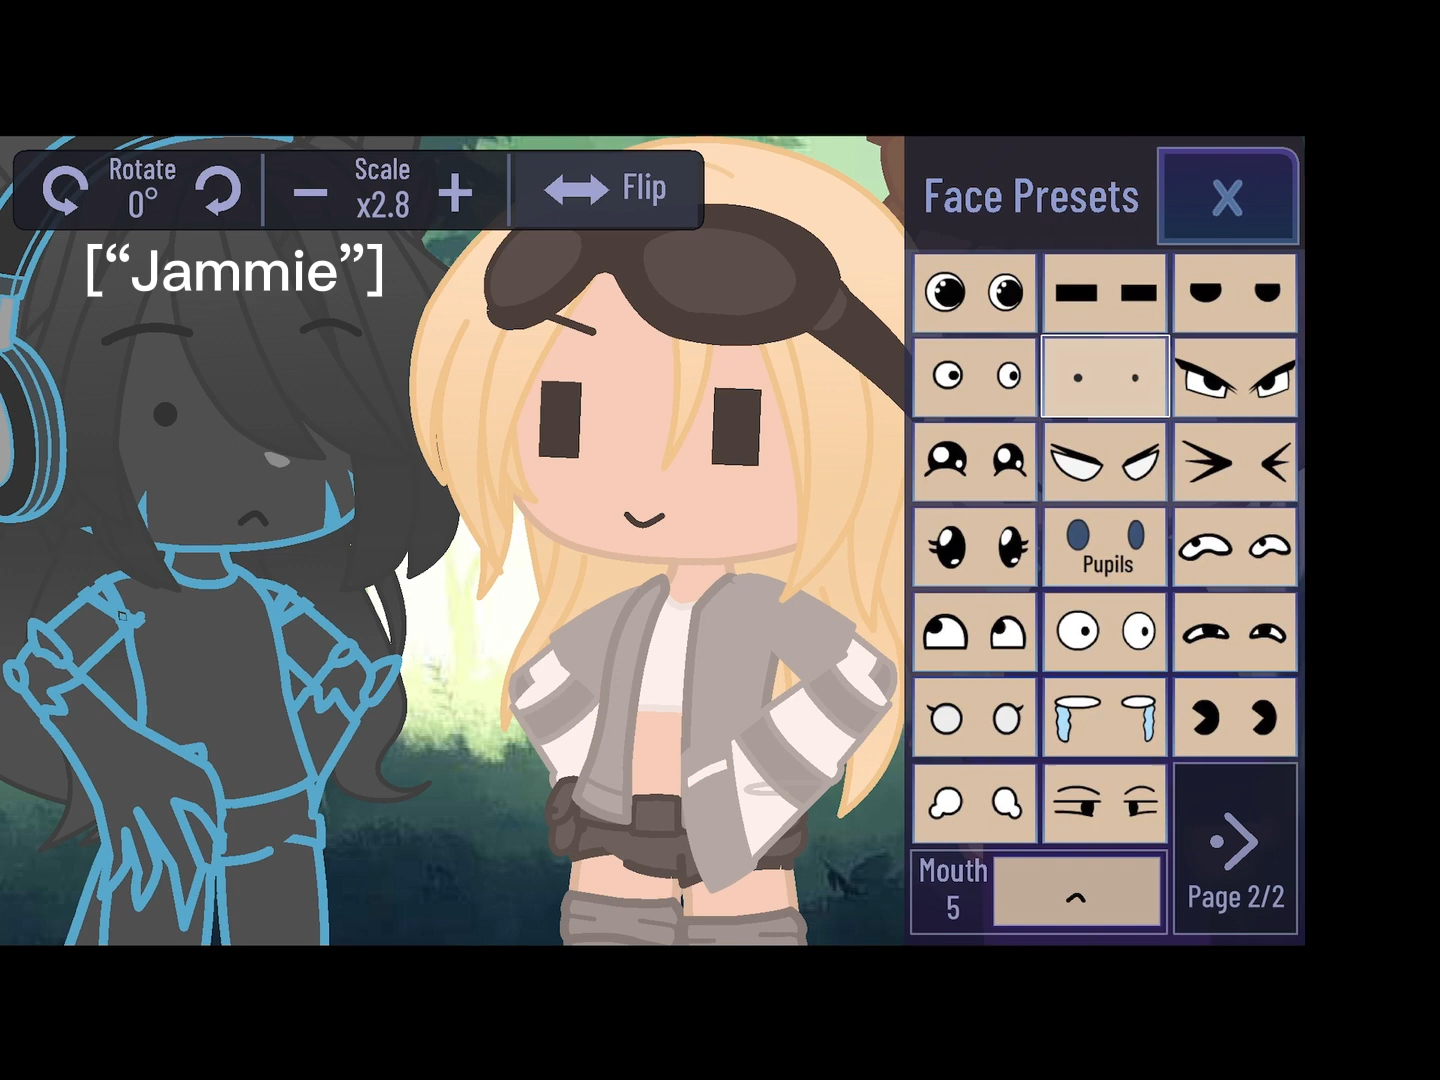 Rotate
0°
Scale
x2.8
Flip
Face Presets
X
[“Jammie”]
Pupils
Mouth
5
Page 2/2